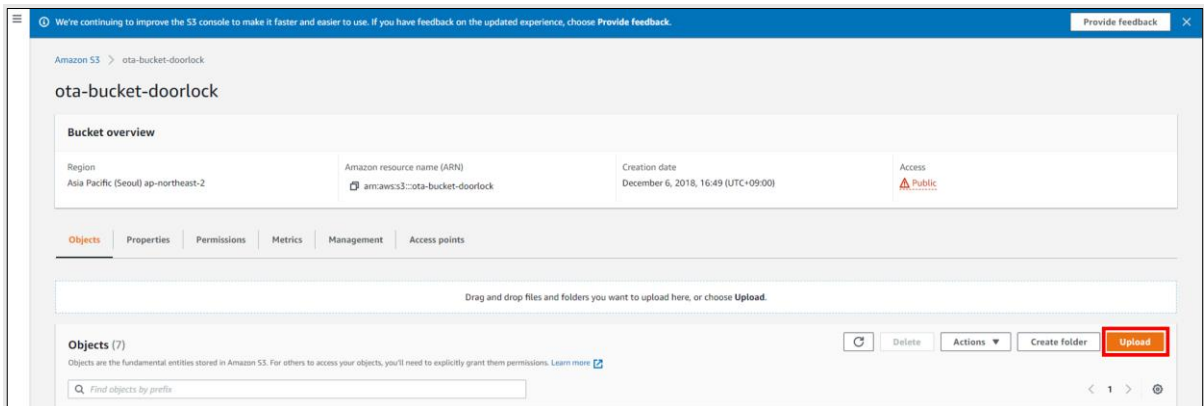 We're continuing to improve the S3 console to make it faster and easier to use. If you have feedback on the updated experience, choose Provide feedback.
Provide feedback
Amazon S3 > ota-bucket-doorlock
ota-bucket-doorlock
Bucket overview
Region
Asia Pacific (Seoul) ap-northeast-2
Amazon resource name (ARN)
arn:aws:s3:::ota-bucket-doorlock
Creation date
December 6, 2018, 16:49 (UTC+09:00)
Access
Public
Objects
Properties
Permissions
Metrics
Management
Access points
Drag and drop files and folders you want to upload here, or choose Upload.
Objects (7)
Delete
Actions
Create folder
Upload
Objects are the fundamental entities stored in Amazon S3. For others to access your objects, you'll need to explicitly grant them permissions. Learn more
Find objects by prefix
< 1 >